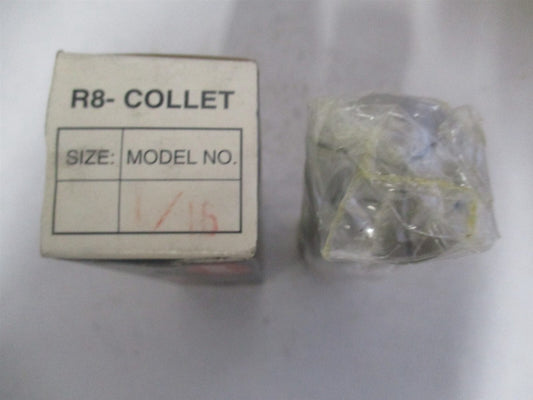 R8- COLLET
SIZE: MODEL NO.
1/16